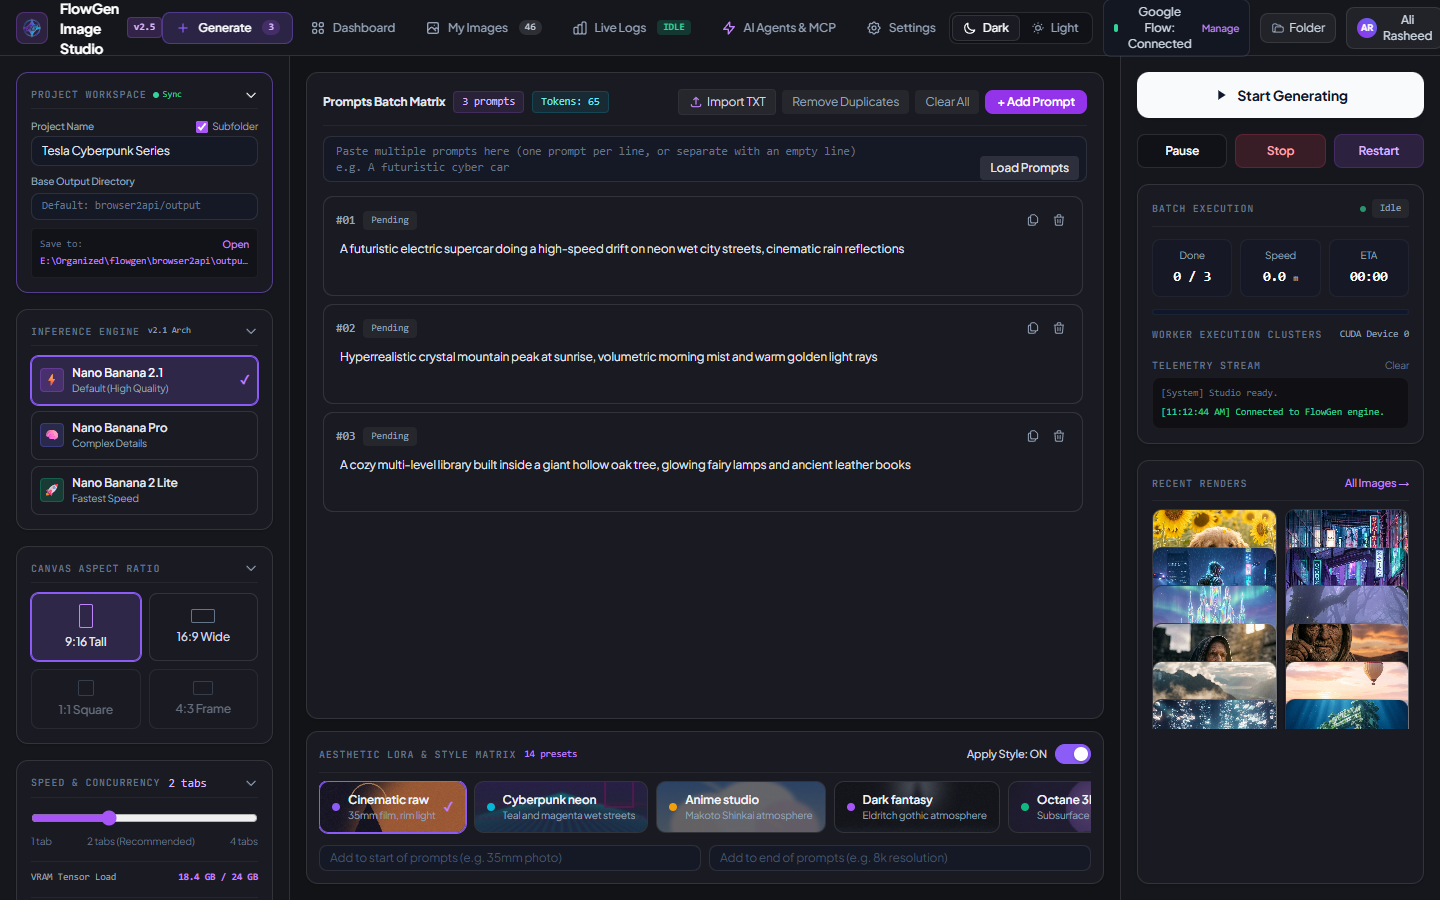 FlowGen
Image
Studio
v2.5
+ Generate 3
Dashboard
My Images 46
Live Logs IDLE
AI Agents & MCP
Settings
Dark
Light
Google
Flow:
Connected
Manage
Folder
AR
Ali
Rasheed
PROJECT WORKSPACE Sync
Project Name
Subfolder
Tesla Cyberpunk Series
Base Output Directory
Default: browser2api/output
Save to:
Open
E:\Organized\flowgen\browser2api\outpu…
INFERENCE ENGINE v2.1 Arch
Nano Banana 2.1
Default (High Quality)
Nano Banana Pro
Complex Details
Nano Banana 2 Lite
Fastest Speed
CANVAS ASPECT RATIO
9:16 Tall
16:9 Wide
1:1 Square
4:3 Frame
SPEED & CONCURRENCY 2 tabs
1 tab
2 tabs (Recommended)
4 tabs
VRAM Tensor Load
18.4 GB / 24 GB
Prompts Batch Matrix
3 prompts
Tokens: 65
Import TXT
Remove Duplicates
Clear All
+ Add Prompt
Paste multiple prompts here (one prompt per line, or separate with an empty line)
e.g. A futuristic cyber car
Load Prompts
#01 Pending
A futuristic electric supercar doing a high-speed drift on neon wet city streets, cinematic rain reflections
#02 Pending
Hyperrealistic crystal mountain peak at sunrise, volumetric morning mist and warm golden light rays
#03 Pending
A cozy multi-level library built inside a giant hollow oak tree, glowing fairy lamps and ancient leather books
AESTHETIC LORA & STYLE MATRIX 14 presets
Apply Style: ON
Cinematic raw
35mm film, rim light
Cyberpunk neon
Teal and magenta wet streets
Anime studio
Makoto Shinkai atmosphere
Dark fantasy
Eldritch gothic atmosphere
Octane 3
Subsurface
Add to start of prompts (e.g. 35mm photo)
Add to end of prompts (e.g. 8k resolution)
Start Generating
Pause
Stop
Restart
BATCH EXECUTION
Idle
Done
0 / 3
Speed
0.0
ETA
00:00
WORKER EXECUTION CLUSTERS
CUDA Device 0
TELEMETRY STREAM
Clear
[System] Studio ready.
[11:12:44 AM] Connected to FlowGen engine.
RECENT RENDERS
All Images →